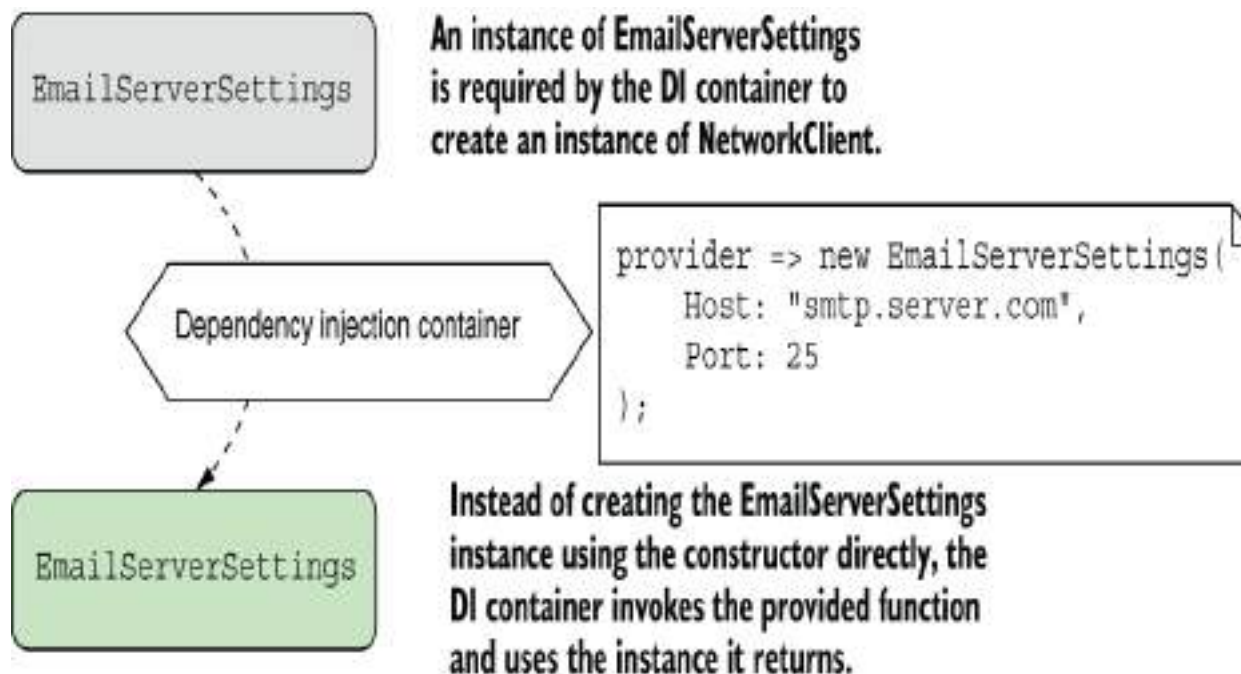 EmailServerSettings
An instance of EmailServerSettings
is required by the DI container to
create an instance of NetworkClient.
Dependency injection container
provider => new EmailServerSettings(
Host: "smtp.server.com",
Port: 25
);
EmailServerSettings
Instead of creating the EmailServerSettings
instance using the constructor directly, the
DI container invokes the provided function
and uses the instance it returns.